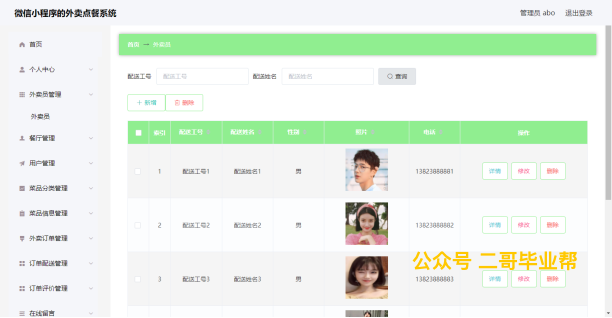 微信小程序的外卖点餐系统
管理员 abo 退出登录
首页
个人中心
外卖员管理
外卖员
餐厅管理
用户管理
菜品分类管理
菜品信息管理
外卖订单管理
订单配送管理
订单评价管理
在线留言
首页 外卖员
配送工号 配送工号 配送姓名 配送姓名 查询
+ 新增 删除
索引 配送工号 配送姓名 性别 照片 电话 操作
1 配送工号1 配送姓名1 男 13823888881 详情 修改 删除
2 配送工号2 配送姓名2 男 13823888882 详情 修改 删除
3 配送工号3 配送姓名3 男 13823888883 详情 修改 删除
公众号 二哥毕业帮